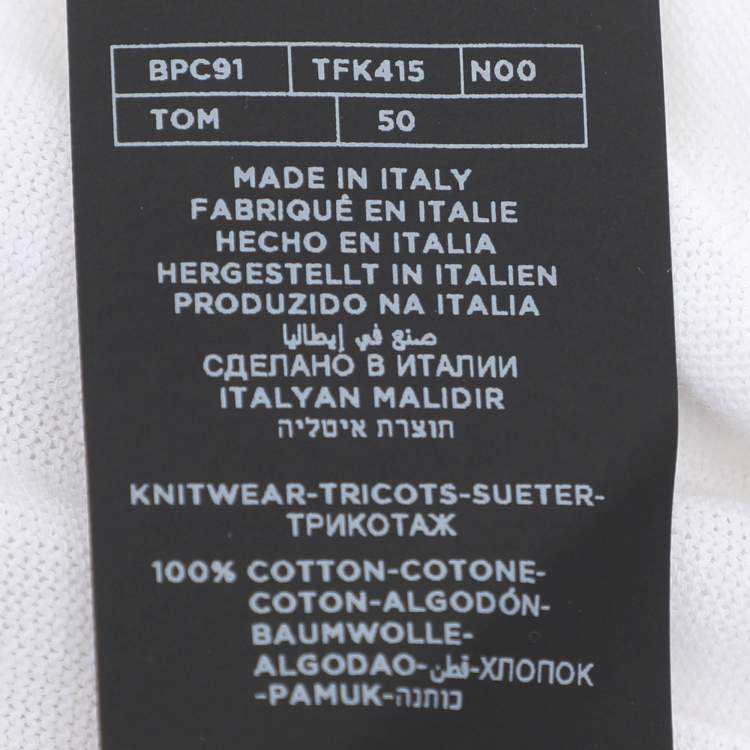 BPC91 TFK415 N00
TOM 50
MADE IN ITALY
FABRIQUÊ EN ITALIE
HECHO EN ITALIA
HERGESTELLT IN ITALIEN
PRODUZIDO NA ITALIA
صنع في إيطاليا
СДЕЛАНО В ИТАЛИИ
ITALYAN MALIDIR
תוצרת איטליה
KNITWEAR-TRICOTS-SUETER-
ТРИКОТАЖ
100% COTTON-COTONE-
COTON-ALGODÓN-
BAUMWOLLE-
ALGODAO-قطن-ХЛОПОК
-PAMUK-כותנה